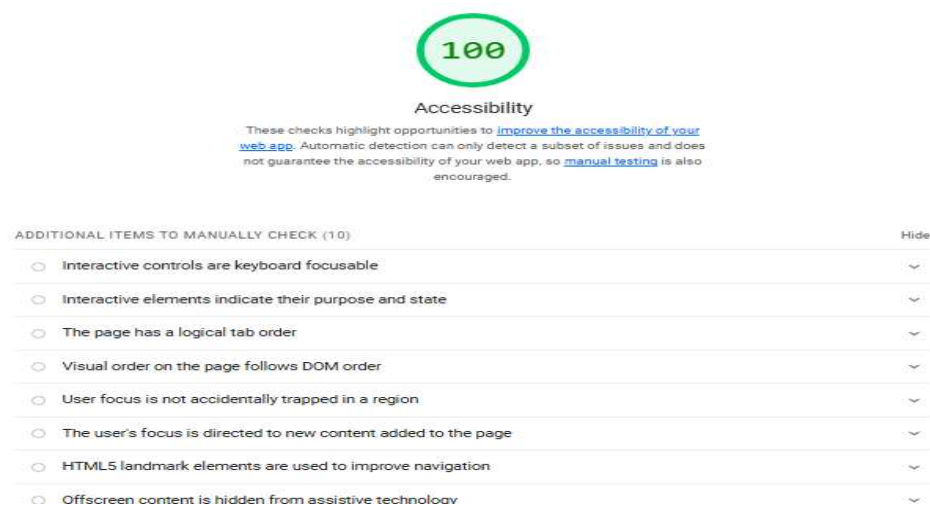 100
Accessibility
These checks highlight opportunities to improve the accessibility of your
web app. Automatic detection can only detect a subset of issues and does
not guarantee the accessibility of your web app, so manual testing is also
encouraged.
ADDITIONAL ITEMS TO MANUALLY CHECK (10) Hide
Interactive controls are keyboard focusable
Interactive elements indicate their purpose and state
The page has a logical tab order
Visual order on the page follows DOM order
User focus is not accidentally trapped in a region
The user's focus is directed to new content added to the page
HTML5 landmark elements are used to improve navigation
Offscreen content is hidden from assistive technology